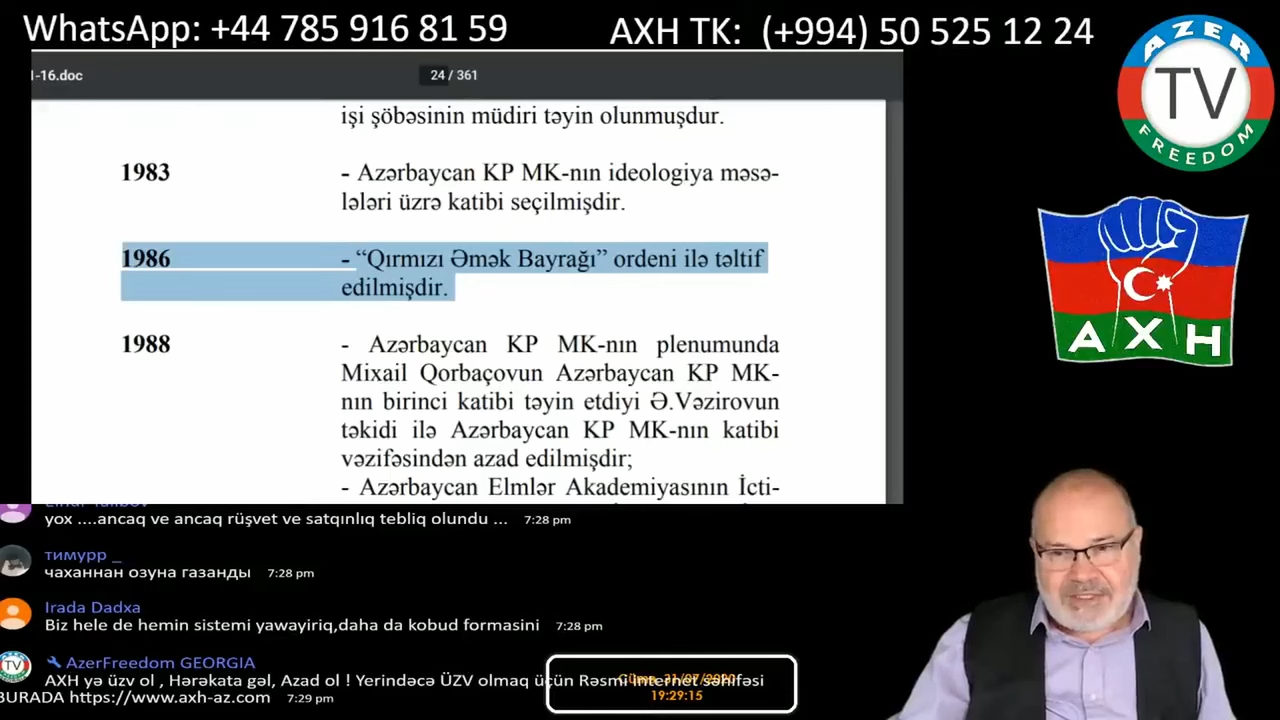 WhatsApp: +44 785 916 81 59
AXH TK: (+994) 50 525 12 24
AZER
TV
FREEDOM
1-16.doc
24 / 361
işi şöbəsinin müdiri təyin olunmuşdur.
1983
- Azərbaycan KP MK-nın ideologiya məsə-
lələri üzrə katibi seçilmişdir.
1986
- “Qırmızı Əmək Bayrağı” ordeni ilə təltif
edilmişdir.
1988
- Azərbaycan KP MK-nın plenumunda
Mixail Qorbaçovun Azərbaycan KP MK-
nın birinci katibi təyin etdiyi Ə.Vəzirovun
təkidi ilə Azərbaycan KP MK-nın katibi
vəzifəsindən azad edilmişdir;
- Azərbaycan Elmlər Akademiyasının İcti-
AXH
yox ....ancaq ve ancaq rüşvet ve satqınlıq tebliq olundu ... 7:28 pm
тимурр _
чаханнан озуна газанды 7:28 pm
Irada Dadxa
Biz hele de hemin sistemi yawayiriq,daha da kobud formasini 7:28 pm
TV
AzerFreedom GEORGIA
AXH yə üzv ol , Hərəkata gəl, Azad ol ! Yerindəcə ÜZV olmaq üçün Rəsmi internet səhifəsi
BURADA https://www.axh-az.com 7:29 pm
31/07/2020
19:29:15